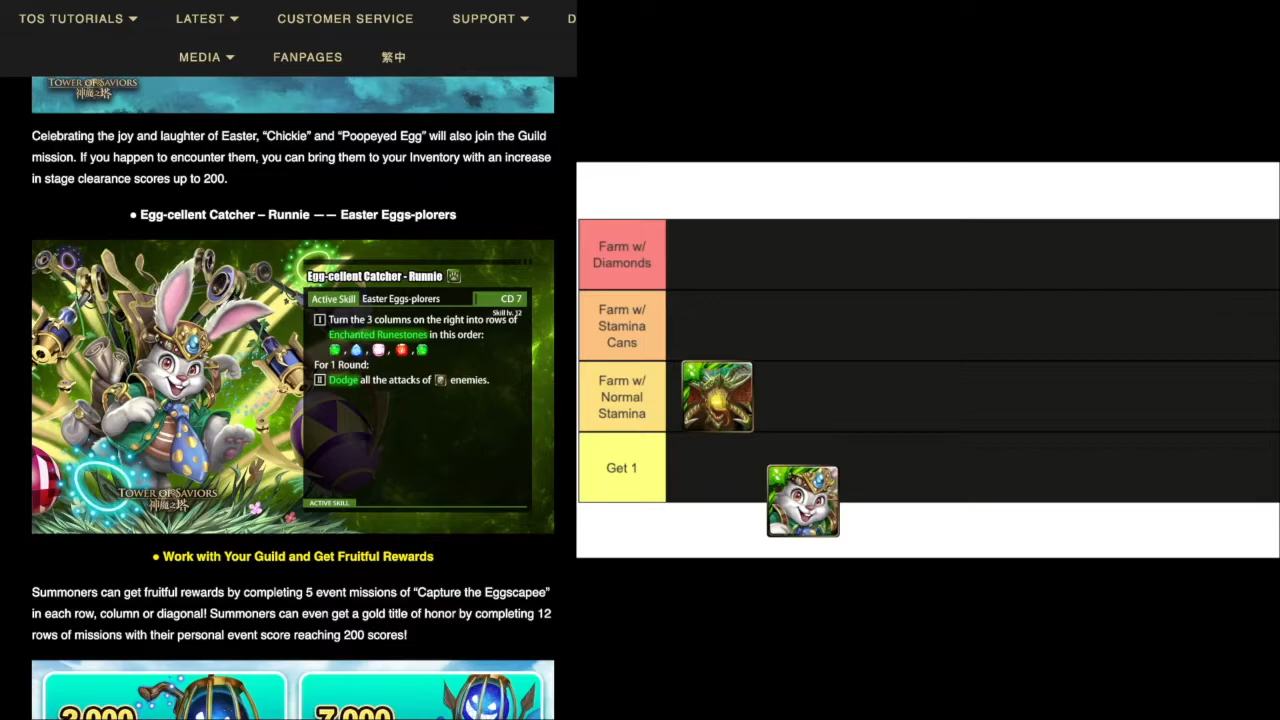 TOS TUTORIALS
LATEST
CUSTOMER SERVICE
SUPPORT
D
MEDIA
FANPAGES
繁中
TOWER OF SAVIORS
神魔之塔
Celebrating the joy and laughter of Easter, “Chickie” and “Poopeyed Egg” will also join the Guild
mission. If you happen to encounter them, you can bring them to your Inventory with an increase
in stage clearance scores up to 200.
● Egg-cellent Catcher – Runnie —— Easter Eggs-plorers
Egg-cellent Catcher - Runnie
Active Skill Easter Eggs-plorers CD 7
Skill lv. 12
I Turn the 3 columns on the right into rows of
Enchanted Runestones in this order:
, , , ,
For 1 Round:
II Dodge all the attacks of enemies.
TOWER OF SAVIORS
神魔之塔
ACTIVE SKILL
● Work with Your Guild and Get Fruitful Rewards
Summoners can get fruitful rewards by completing 5 event missions of “Capture the Eggscapee”
in each row, column or diagonal! Summoners can even get a gold title of honor by completing 12
rows of missions with their personal event score reaching 200 scores!
3,000
7,000
Farm w/
Diamonds
Farm w/
Stamina
Cans
Farm w/
Normal
Stamina
Get 1